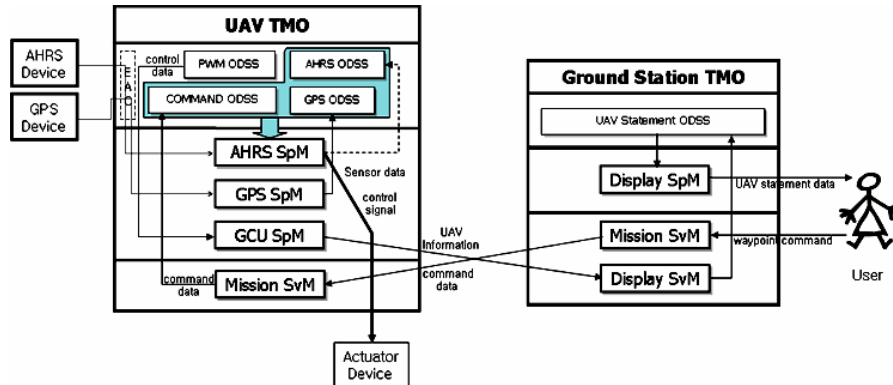 UAV TMO
AHRS
Device
GPS
Device
E
A
C
control
data
PWM ODSS
AHRS ODSS
COMMAND ODSS
GPS ODSS
AHRS SpM
Sensor data
GPS SpM
control
signal
GCU SpM
UAV
Information
command
data
Mission SvM
command
data
Actuator
Device
Ground Station TMO
UAV Statement ODSS
Display SpM
UAV statement data
Mission SvM
waypoint command
Display SvM
User